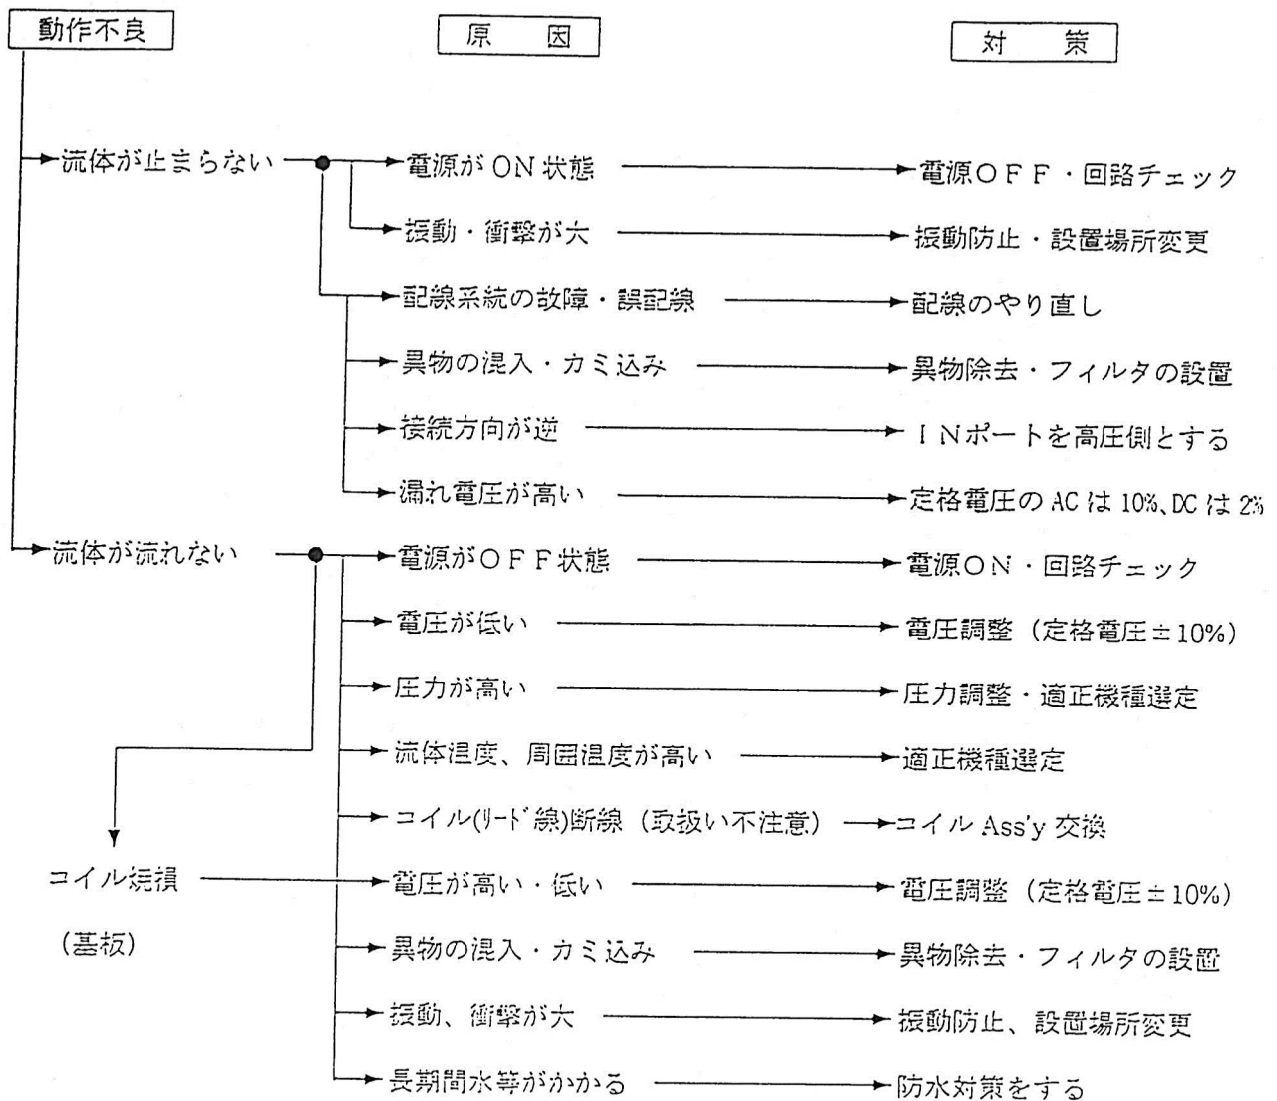 動作不良 原 因 対 策
流体が止まらない 電源が ON 状態 電源OFF・回路チェック
振動・衝撃が大 振動防止・設置場所変更
配線系統の故障・誤配線 配線のやり直し
異物の混入・カミ込み 異物除去・フィルタの設置
接続方向が逆 INポートを高圧側とする
漏れ電圧が高い 定格電圧の AC は 10%、DC は 2%
流体が流れない 電源がOFF状態 電源ON・回路チェック
電圧が低い 電圧調整(定格電圧±10%)
圧力が高い 圧力調整・適正機種選定
流体温度、周囲温度が高い 適正機種選定
コイル(リード線)断線(取扱い不注意) コイル Ass'y 交換
コイル焼損 電圧が高い・低い 電圧調整(定格電圧±10%)
(基板) 異物の混入・カミ込み 異物除去・フィルタの設置
振動、衝撃が大 振動防止、設置場所変更
長期間水等がかかる 防水対策をする